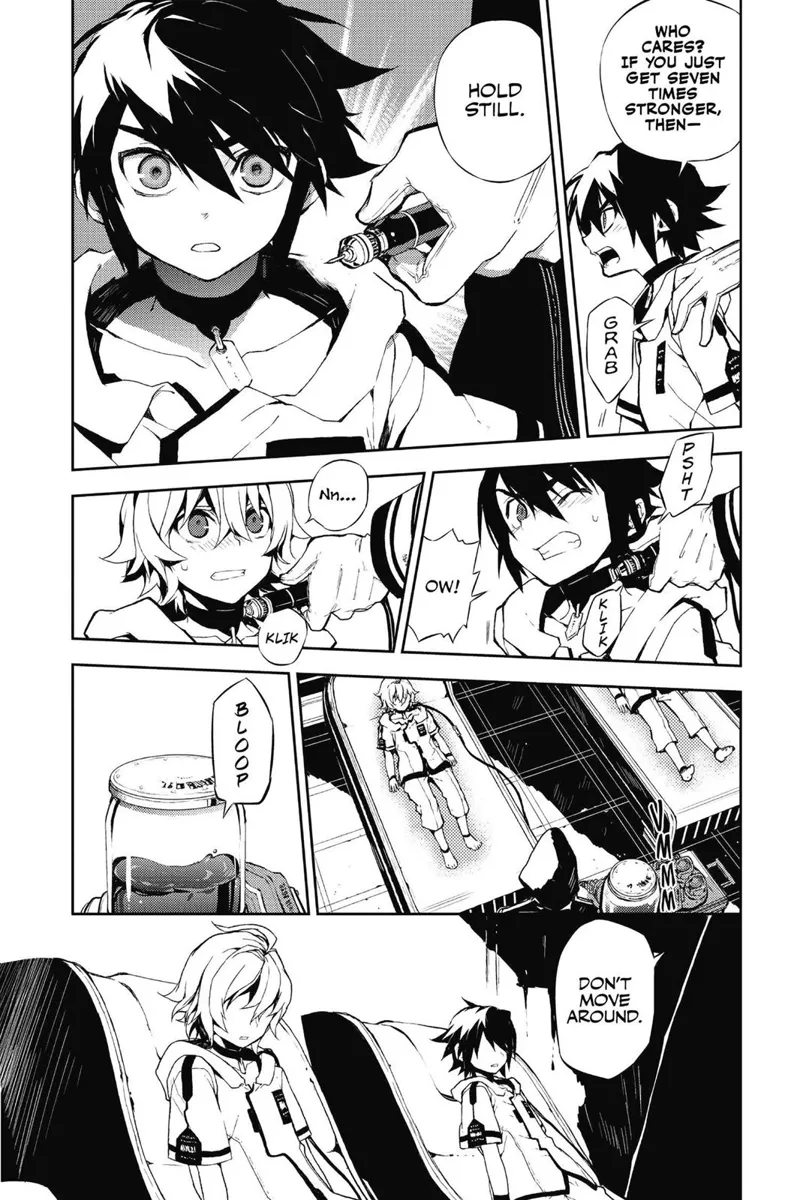 WHO
CARES?
IF YOU JUST
GET SEVEN
TIMES
STRONGER,
THEN—
GRAB
HOLD
STILL.
PSHT
OW!
KLIK
Nn...
KLIK
VMMMM
BLOOP
DON'T
MOVE
AROUND.